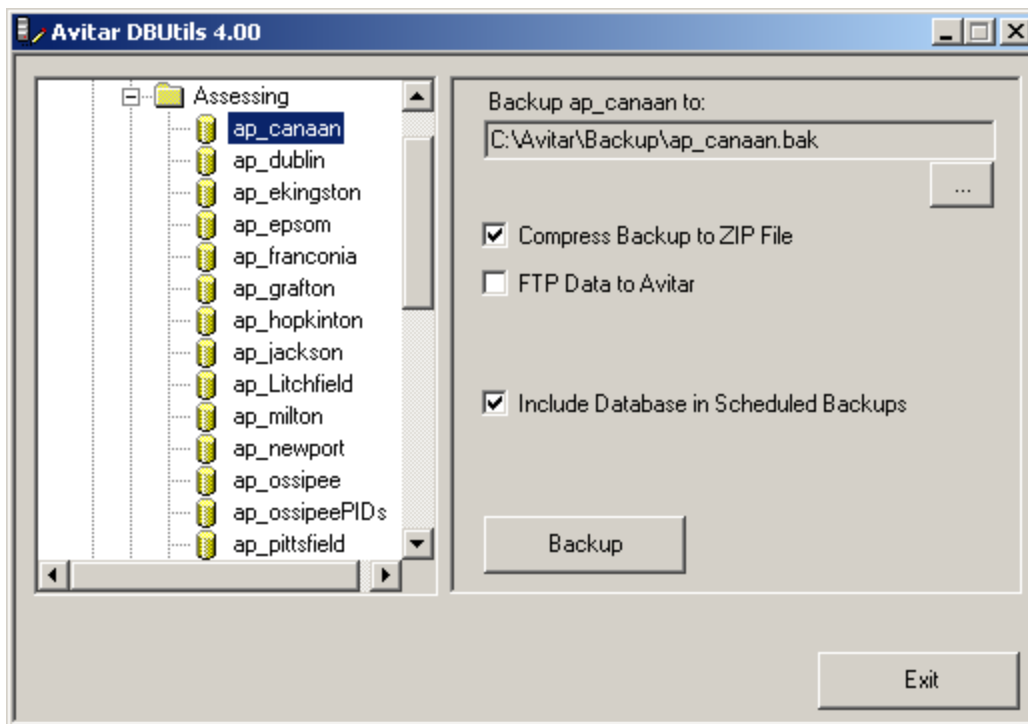 Avitar DBUtils 4.00
Assessing
ap_canaan
ap_dublin
ap_ekingston
ap_epsom
ap_franconia
ap_grafton
ap_hopkinton
ap_jackson
ap_Litchfield
ap_milton
ap_newport
ap_ossipee
ap_ossipeePIDs
ap_pittsfield
Backup ap_canaan to:
C:\Avitar\Backup\ap_canaan.bak
...
Compress Backup to ZIP File
FTP Data to Avitar
Include Database in Scheduled Backups
Backup
Exit